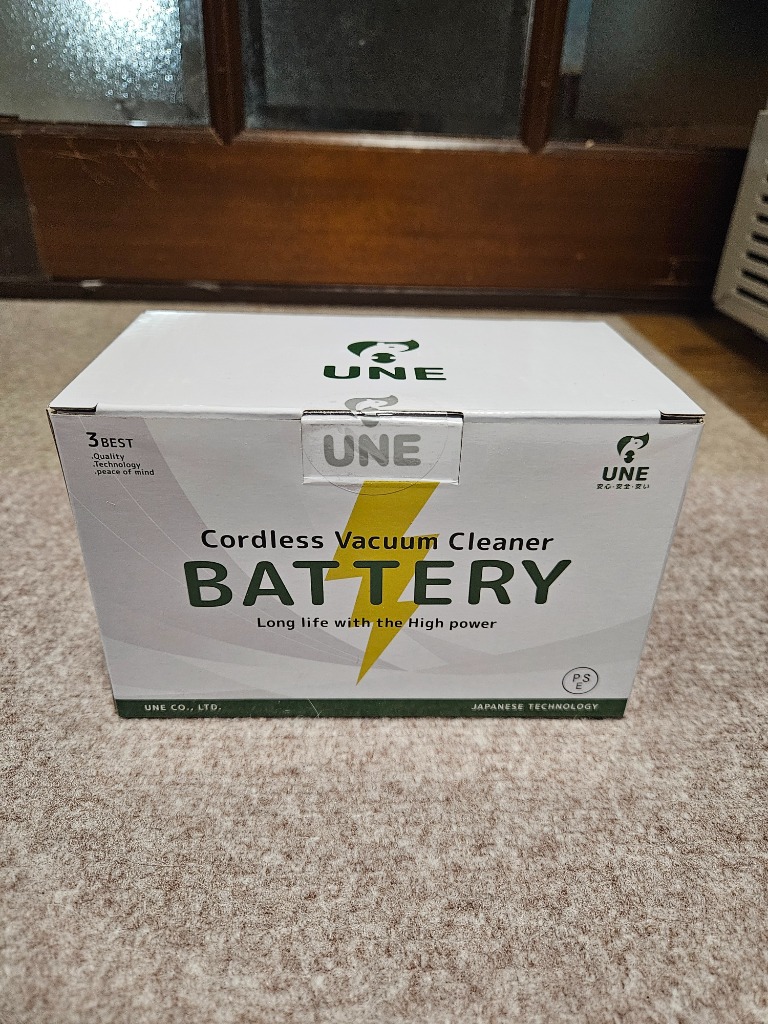 UNE
UNE
3 BEST
.Quality
.Technology
.peace of mind
UNE
安心・安全・安い
Cordless Vacuum Cleaner
BATTERY
Long life with the High power
PSE
UNE CO., LTD.
JAPANESE TECHNOLOGY